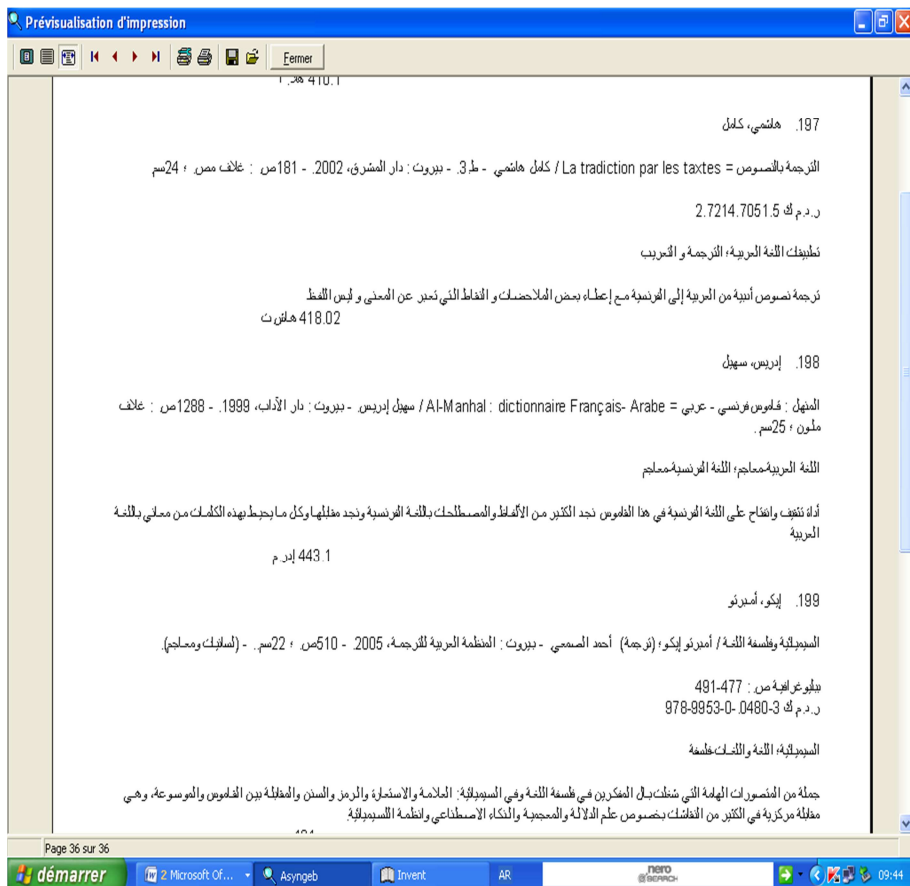 Prévisualisation d'impression
Fermer
197. هاشمي، كامل
الترجمة بالنصوص = La tradiction par les taxtes / كامل هاشمي. - ط.3. - بيروت : دار المشرق، 2002. - 181ص. : غلاف مص. ؛ 24سم
ر.د.م.ك 2.7214.7051.5
تطبيقات اللغة العربية؛ الترجمة و التعريب
ترجمة نصوص أدبية من العربية إلى الفرنسية مع إعطاء بعض الملاحضات و النقاط التي تعبر عن المعنى و ليس اللفظ
418.02 هاش ت
198. إدريس، سهيل
المنهل : قاموس فرنسي - عربي = Al-Manhal : dictionnaire Français- Arabe / سهيل إدريس. - بيروت : دار الآداب، 1999. - 1288ص. : غلاف
ملون ؛ 25سم.
اللغة العربية-معاجم؛ اللغة الفرنسية-معاجم
أداة تثقيف وانفتاح على اللغة الفرنسية في هذا القاموس نجد الكثير من الألفاظ والمصطلحات باللغة الفرنسية ونجد مقابلها وكل ما يحيط بهذه الكلمات من معاني باللغة
العربية
443.1 إدر. م
199. إيكو، أمبرتو
السيميائية وفلسفة اللغة / أمبرتو إيكو؛ (ترجمة) أحمد الصمعي. - بيروت : المنظمة العربية للترجمة، 2005. - 510ص. ؛ 22سم.. - (لسانيات ومعاجم).
بيليوغرافية ص. : 477-491
ر.د.م.ك 3-0480.-0-9953-978
السيميائية؛ اللغة واللغات-فلسفة
جملة من المتصورات الهامة التي شغلت بال المفكرين في فلسفة اللغة وفي السيميائية: العلامة والاستعارة والرمز والسنن والمقابلة بين القاموس والموسوعة، وهي
مقابلة مركزية في الكثير من النقاشات بخصوص علم الدلالة والمعجمية والذكاء الاصطناعي وانظمة اللسيميائية.
Page 36 sur 36
démarrer
2 Microsoft Of...
Asyngeb
Invent
AR
nero
SEARCH
09:44